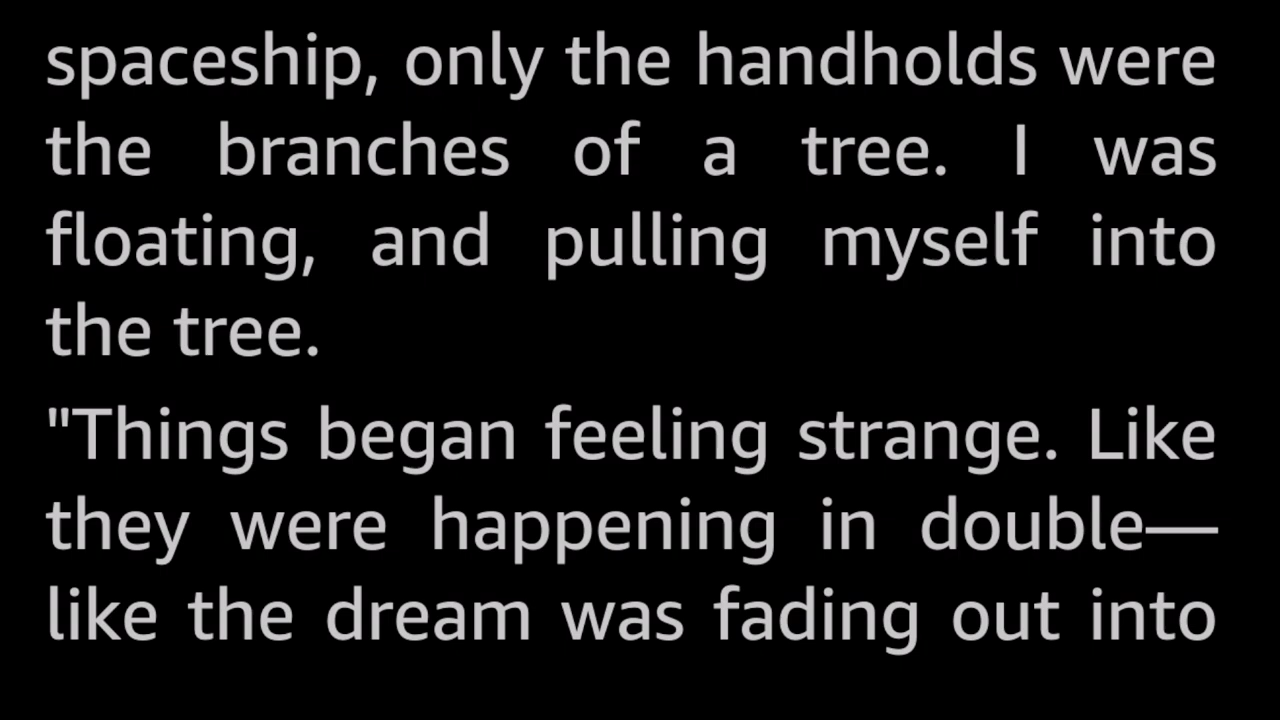 spaceship, only the handholds were
the branches of a tree. I was
floating, and pulling myself into
the tree.
"Things began feeling strange. Like
they were happening in double—
like the dream was fading out into